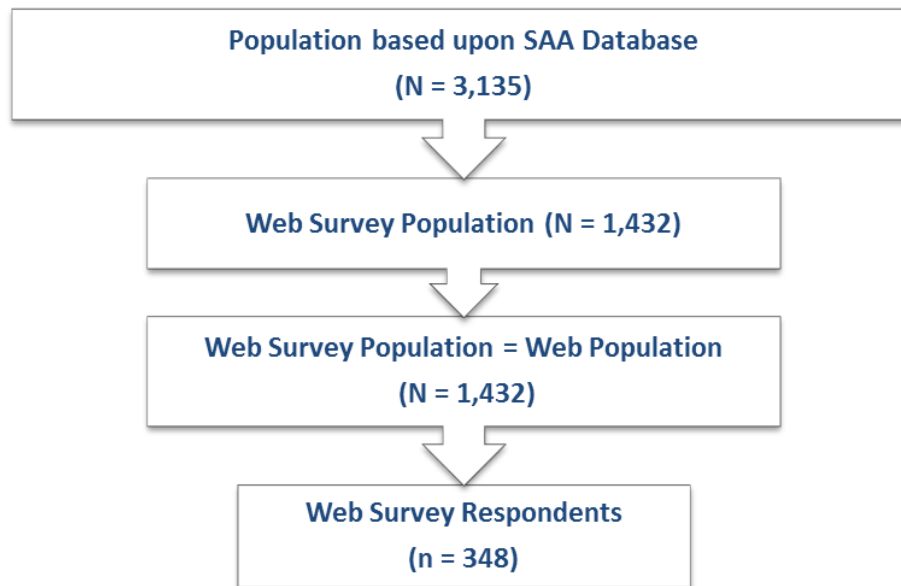 Population based upon SAA Database
(N = 3,135)
Web Survey Population (N = 1,432)
Web Survey Population = Web Population
(N = 1,432)
Web Survey Respondents
(n = 348)